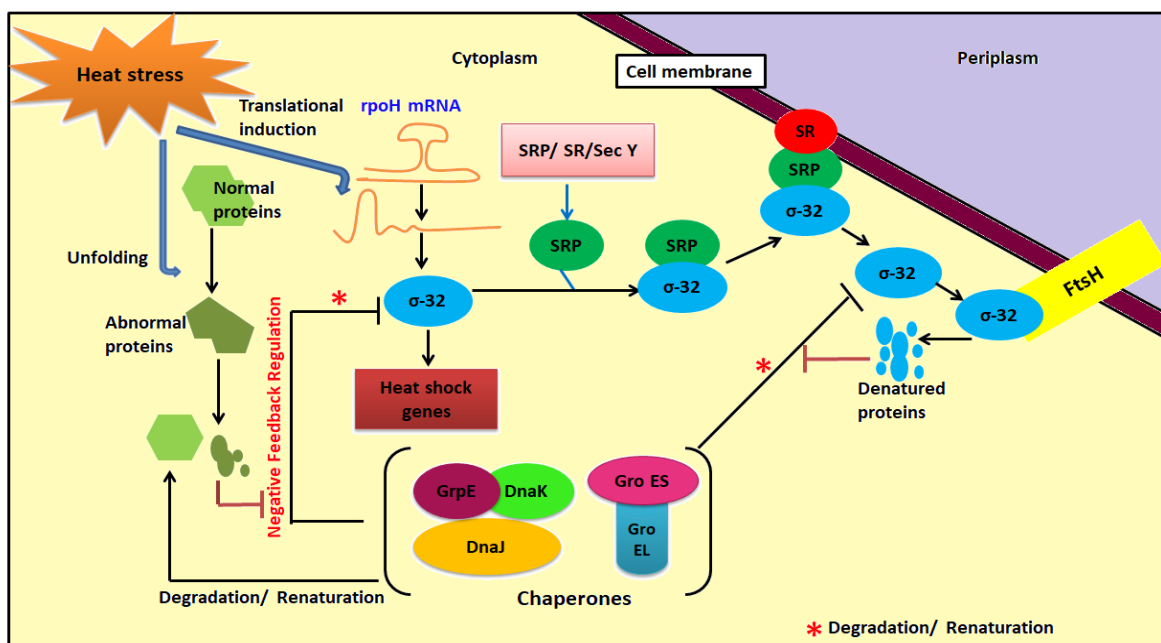 Heat stress
Cytoplasm
Cell membrane
Periplasm
Translational
induction
rpoH mRNA
SRP/ SR/Sec Y
SR
SRP
σ-32
Normal
proteins
Unfolding
SRP
SRP
σ-32
σ-32
σ-32
σ-32
FtsH
*
Abnormal
proteins
Negative Feedback Regulation
Heat shock
genes
*
Denatured
proteins
GrpE
DnaK
DnaJ
Gro ES
Gro
EL
Degradation/ Renaturation
Chaperones
* Degradation/ Renaturation